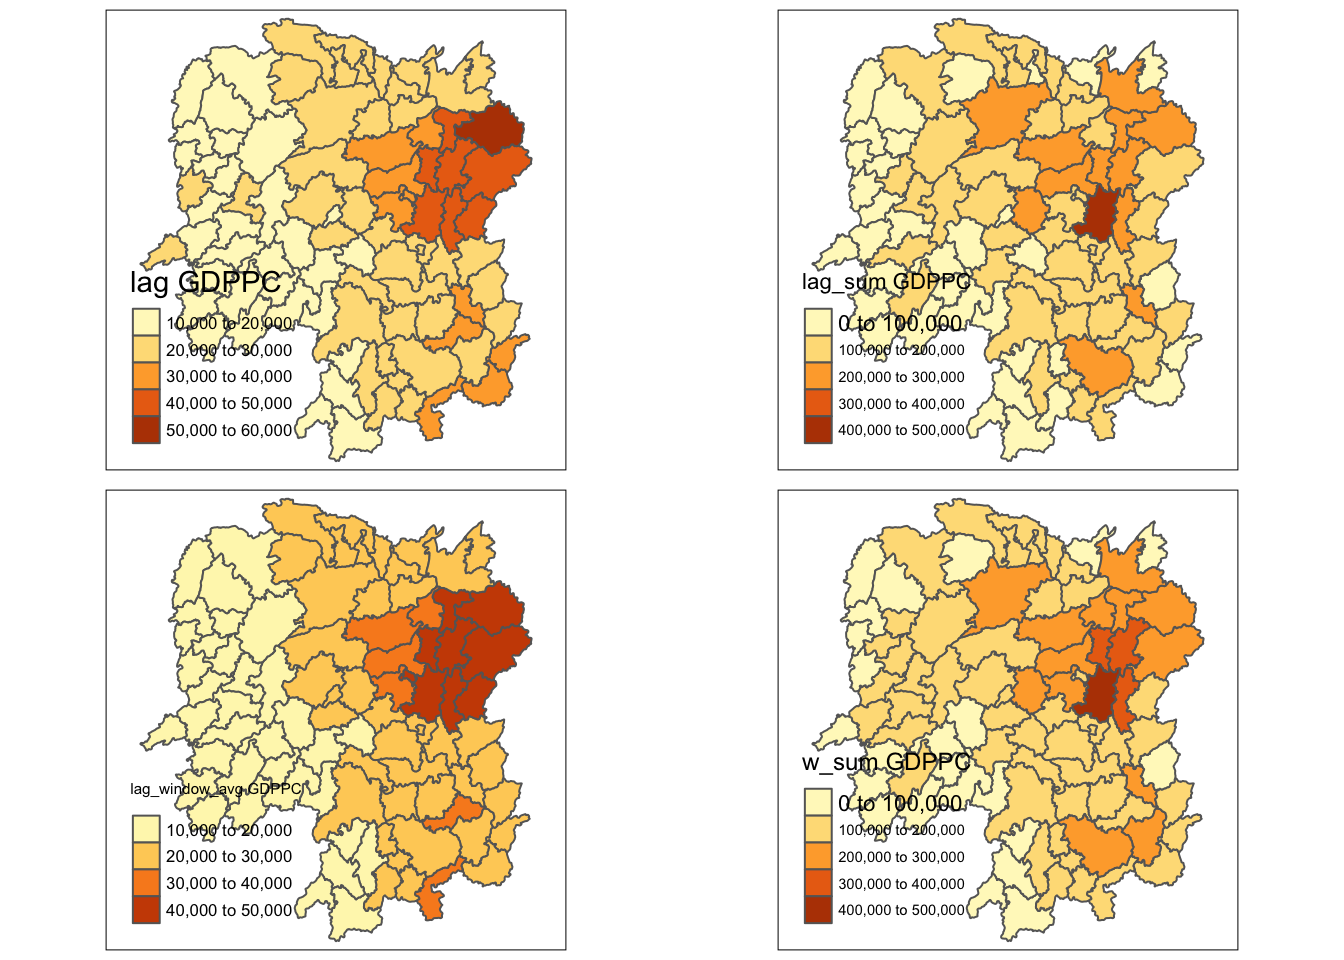 lag GDPPC
10,000 to 20,000
20,000 to 30,000
30,000 to 40,000
40,000 to 50,000
50,000 to 60,000
lag_sum GDPPC
0 to 100,000
100,000 to 200,000
200,000 to 300,000
300,000 to 400,000
400,000 to 500,000
lag_window_avg GDPPC
10,000 to 20,000
20,000 to 30,000
30,000 to 40,000
40,000 to 50,000
w_sum GDPPC
0 to 100,000
100,000 to 200,000
200,000 to 300,000
300,000 to 400,000
400,000 to 500,000